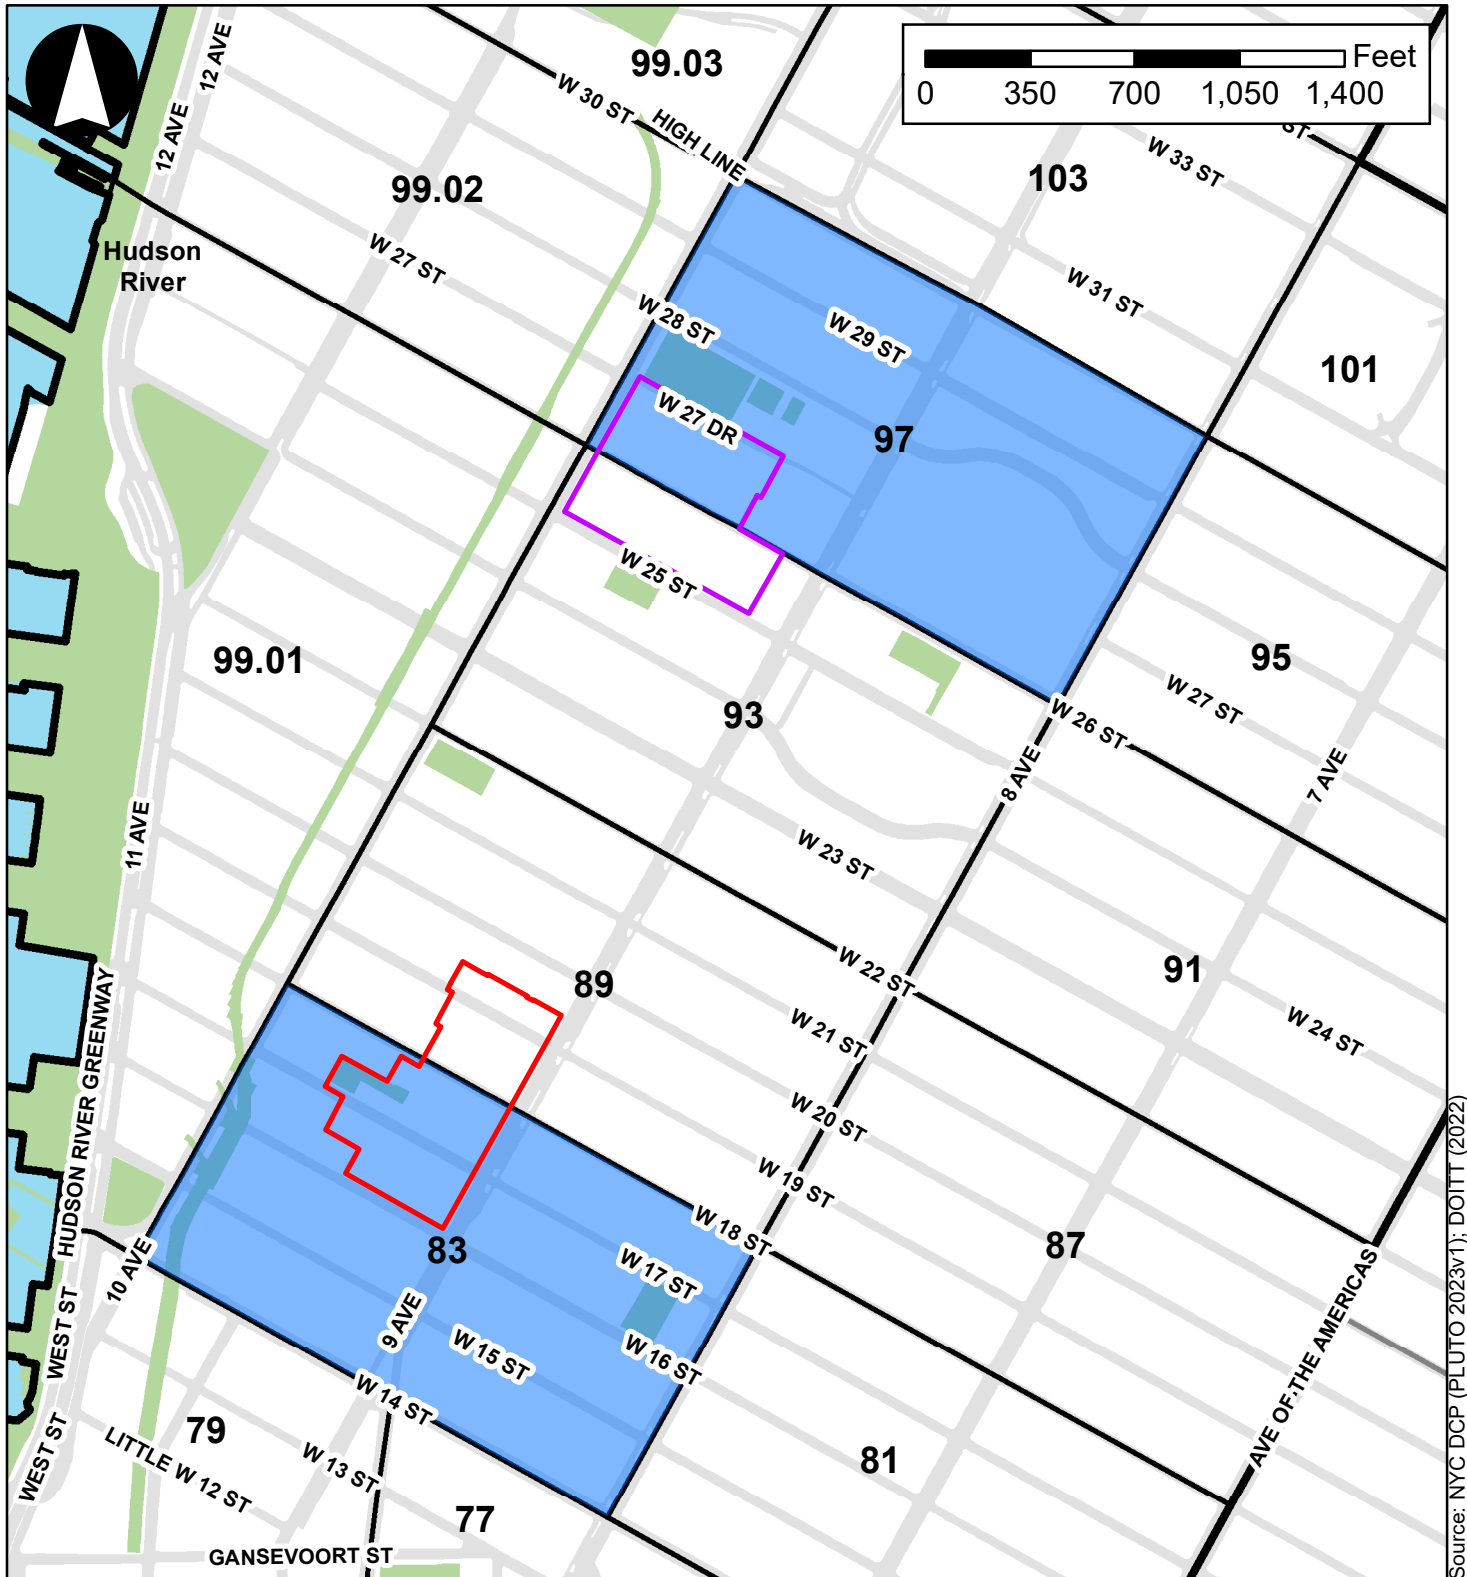 12 AVE
12 AVE
99.03
Feet
0 350 700 1,050 1,400
W 30 ST
HIGH LINE
ST
W 33 ST
103
99.02
Hudson
River
W 27 ST
W 31 ST
W 28 ST
W 29 ST
101
W 27 DR
97
W 25 ST
99.01
95
93
W 27 ST
W 26 ST
8 AVE
7 AVE
11 AVE
W 23 ST
W 22 ST
91
89
W 21 ST
W 24 ST
HUDSON RIVER GREENWAY
W 20 ST
W 19 ST
W 18 ST
87
83
10 AVE
W 17 ST
WEST ST
9 AVE
W 15 ST
W 16 ST
W 14 ST
AVE OF THE AMERICAS
79
WEST ST
LITTLE W 12 ST
W 13 ST
81
77
GANSEVOORT ST
Source: NYC DCP (PLUTO 2023v1); DOITT (2022)